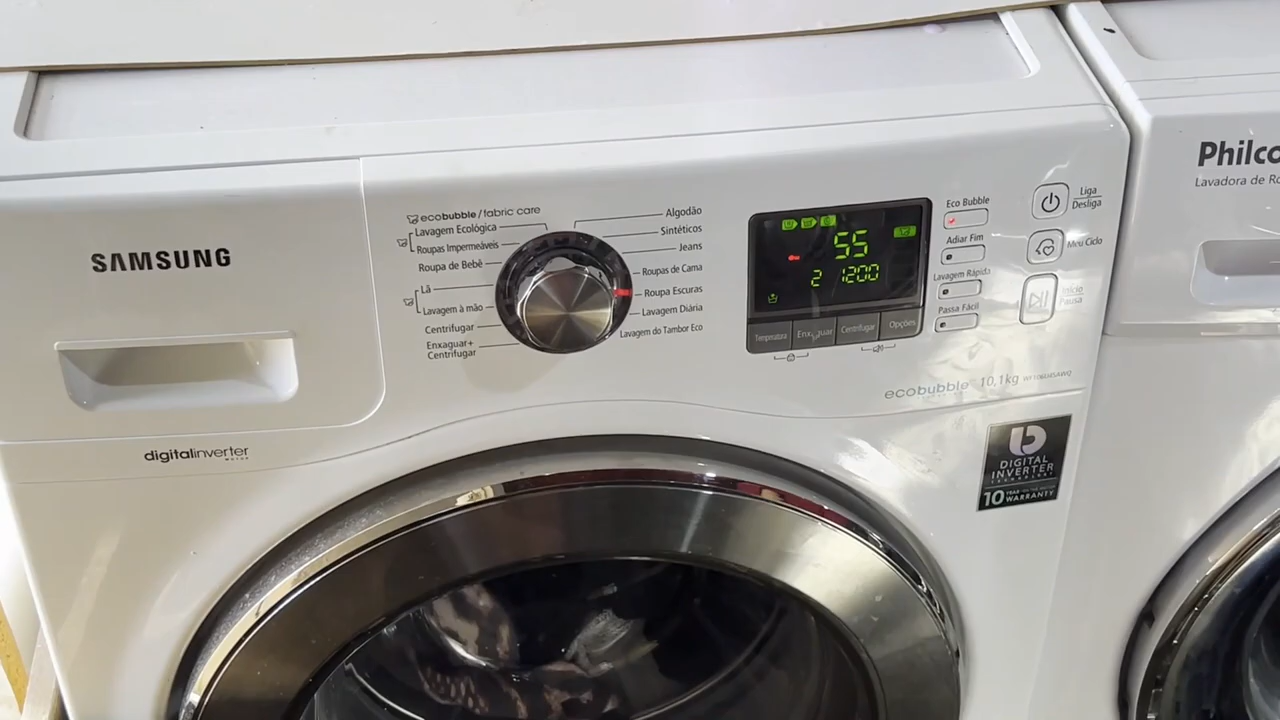 SAMSUNG
ecobubble / fabric care
Lavagem Ecológica
Roupas Impermeáveis
Roupa de Bebê
Lã
Lavagem à mão
Centrifugar
Enxaguar+
Centrifugar
Algodão
Sintéticos
Jeans
Roupas de Cama
Roupa Escuras
Lavagem Diária
Lavagem do Tambor Eco
55
2 1200
Temperatura
Enxaguar
Centrifugar
Opções
Eco Bubble
Adiar Fim
Lavagem Rápida
Passa Fácil
Liga
Desliga
Meu Ciclo
Início
Pausa
ecobubble 10,1kg
digitalinverter
DIGITAL
INVERTER
TECHNOLOGY
10 YEAR
WARRANTY
Philco
Lavadora de Ro